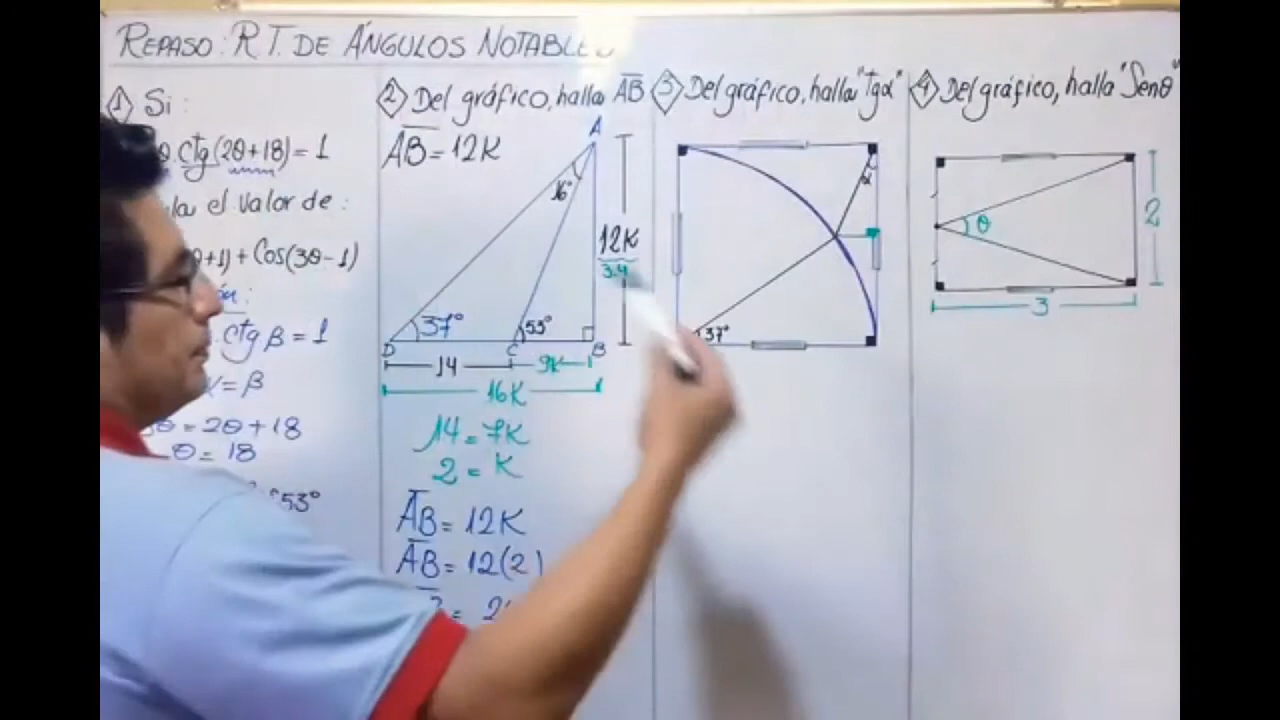 REPASO: R.T. DE ÁNGULOS NOTABLE
1 Si:
ctg(2θ+18)=1
el valor de:
+1) + Cos(3θ-1)
ctg β = 1
= β
= 2θ+18
θ = 18
53°
2 Del gráfico, halla AB
AB = 12K
A
16°
12K
3.4
37°
53°
D
C
B
14
9K
16K
14 = 7K
2 = K
AB = 12K
AB = 12(2)
=
3 Del gráfico, halla "Tgα"
α
37°
4 Del gráfico, halla "Senθ"
θ
2
3